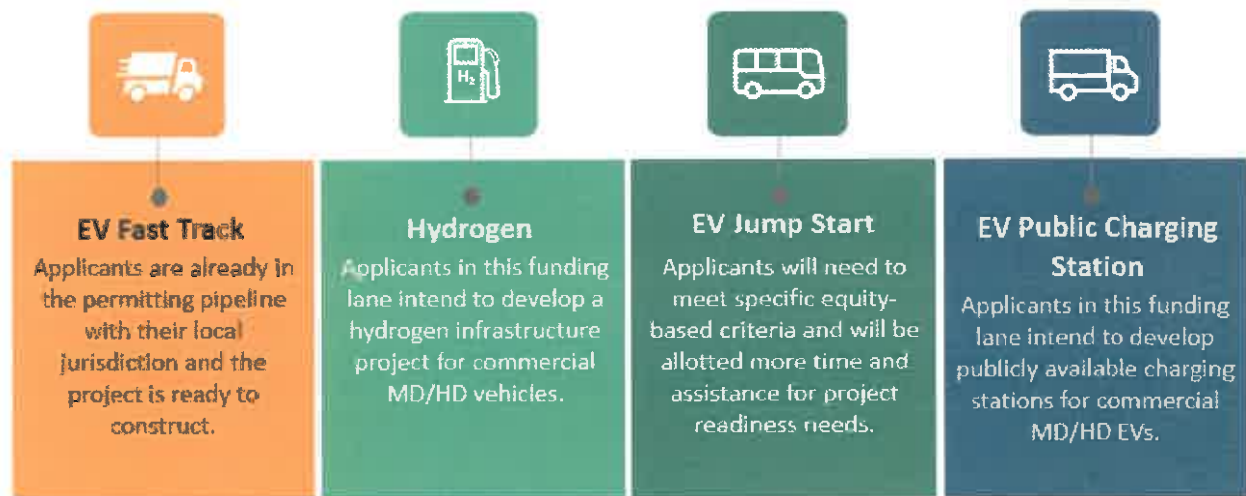 H2
EV Fast Track
Applicants are already in
the permitting pipeline
with their local
jurisdiction and the
project is ready to
construct.
Hydrogen
Applicants in this funding
lane intend to develop a
hydrogen infrastructure
project for commercial
MD/HD vehicles.
EV Jump Start
Applicants will need to
meet specific equity-
based criteria and will be
allotted more time and
assistance for project
readiness needs.
EV Public Charging
Station
Applicants in this funding
lane intend to develop
publicly available charging
stations for commercial
MD/HD EVs.